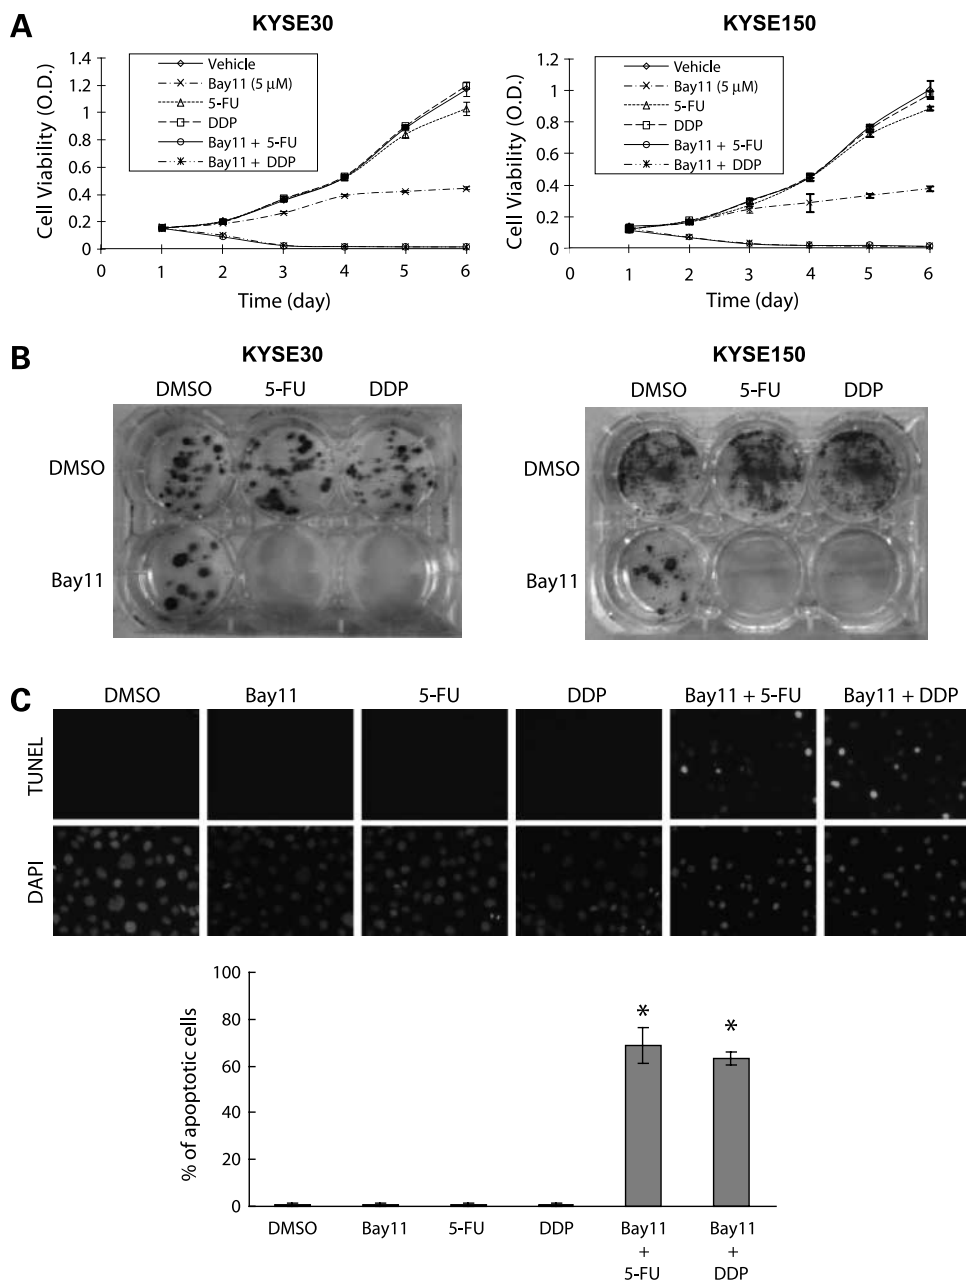 A
KYSE30
KYSE150
Cell Viability (O.D.)
1.4
1.2
1
0.8
0.6
0.4
0.2
0
Vehicle
Bay11 (5 μM)
5-FU
DDP
Bay11 + 5-FU
Bay11 + DDP
0 1 2 3 4 5 6
Time (day)
Cell Viability (O.D.)
1.2
1
0.8
0.6
0.4
0.2
0
Vehicle
Bay11 (5 μM)
5-FU
DDP
Bay11 + 5-FU
Bay11 + DDP
0 1 2 3 4 5 6
Time (day)
B
KYSE30
KYSE150
DMSO 5-FU DDP
DMSO
Bay11
DMSO 5-FU DDP
DMSO
Bay11
C
DMSO Bay11 5-FU DDP Bay11 + 5-FU Bay11 + DDP
TUNEL
DAPI
% of apoptotic cells
100
80
60
40
20
0
*
*
DMSO Bay11 5-FU DDP Bay11 Bay11
+ +
5-FU DDP